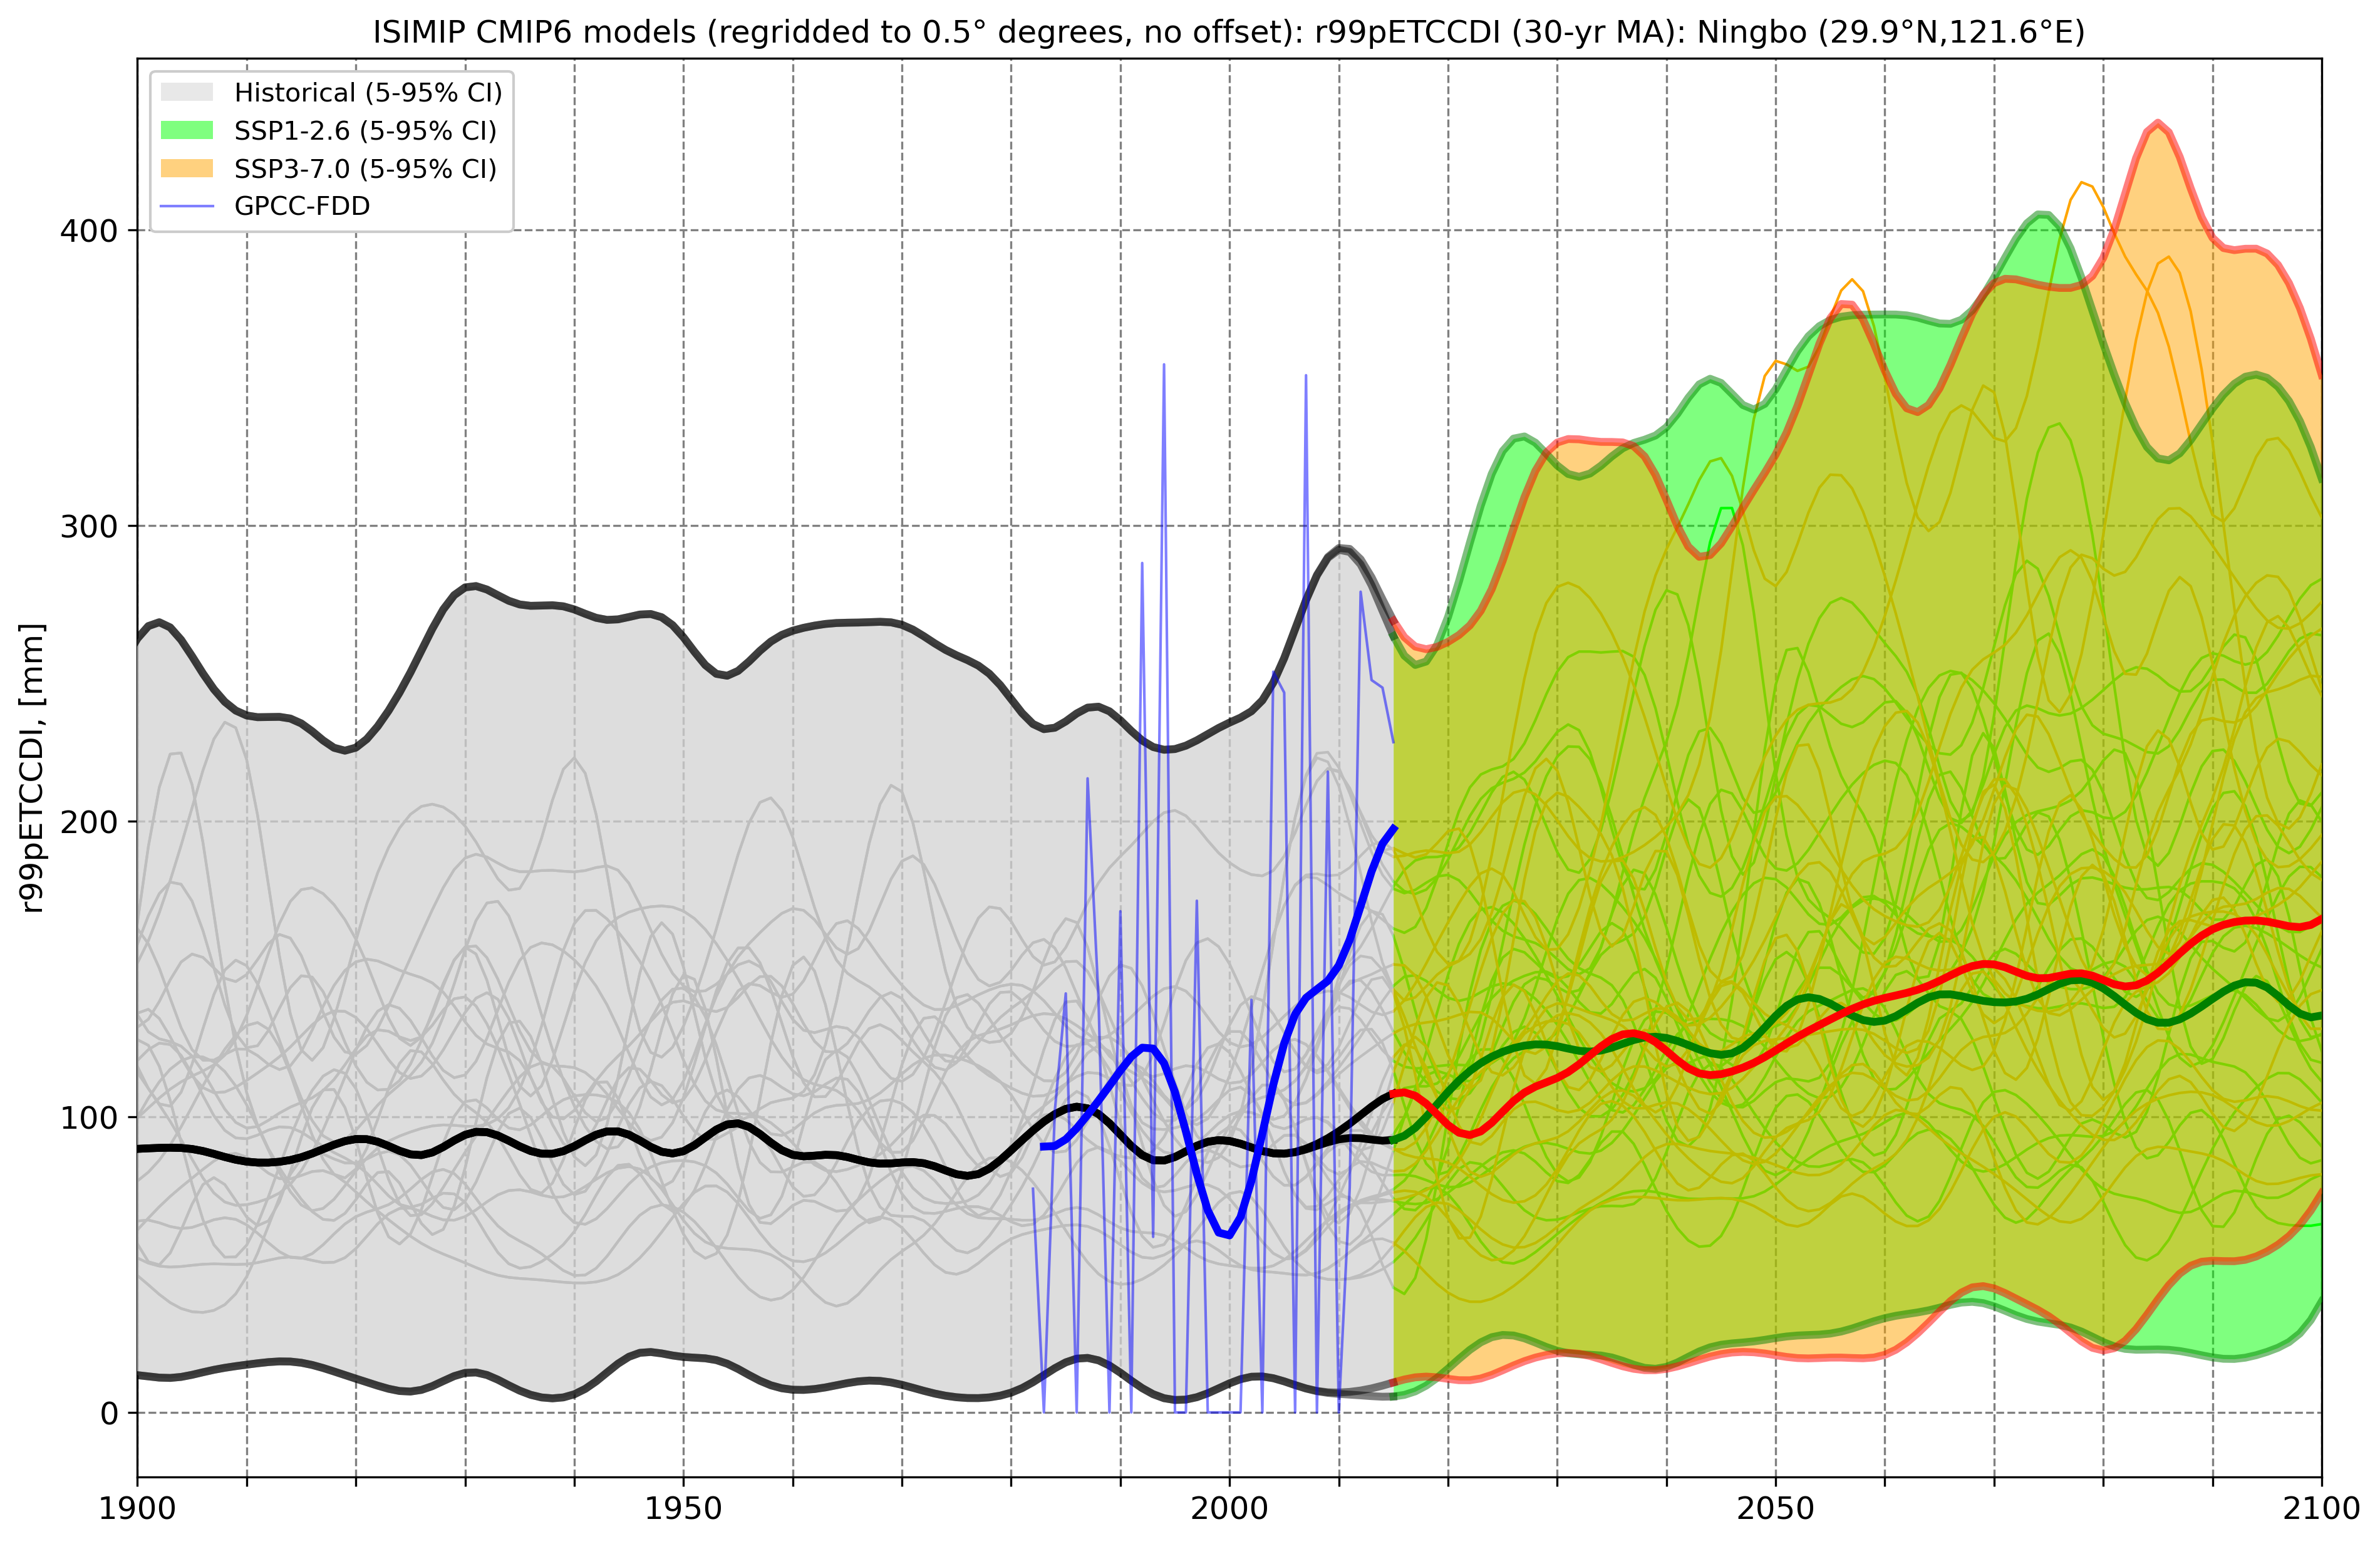 ISIMIP CMIP6 models (regridded to 0.5° degrees, no offset): r99pETCCDI (30-yr MA): Ningbo (29.9°N,121.6°E)
Historical (5-95% CI)
SSP1-2.6 (5-95% CI)
SSP3-7.0 (5-95% CI)
GPCC-FDD
r99pETCCDI, [mm]
400
300
200
100
0
1900
1950
2000
2050
2100